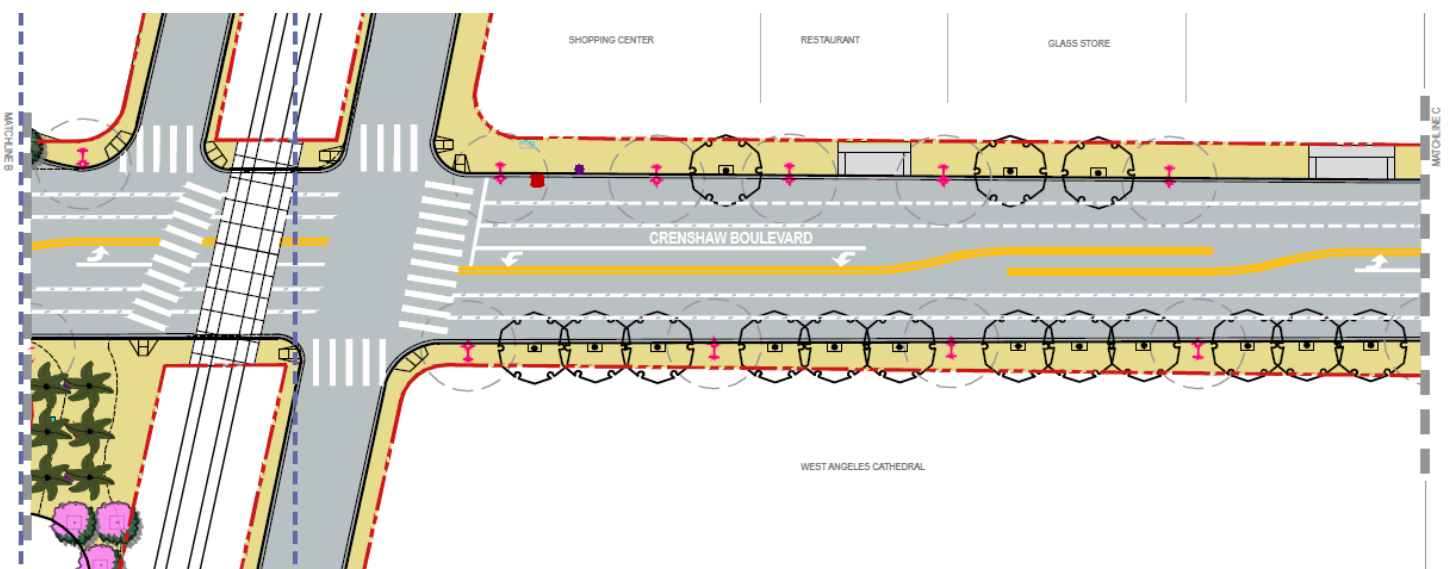 SHOPPING CENTER
RESTAURANT
GLASS STORE
MATCHLINE B
MATCHLINE C
CRENSHAW BOULEVARD
WEST ANGELES CATHEDRAL